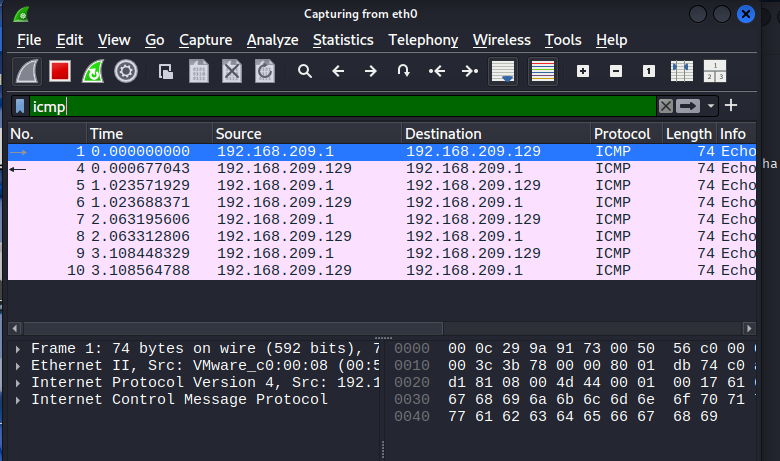 Capturing from eth0
File Edit View Go Capture Analyze Statistics Telephony Wireless Tools Help
icmp
No. Time Source Destination Protocol Length Info
1 0.000000000 192.168.209.1 192.168.209.129 ICMP 74 Echo
4 0.000677043 192.168.209.129 192.168.209.1 ICMP 74 Echo
5 1.023571929 192.168.209.1 192.168.209.129 ICMP 74 Echo
6 1.023688371 192.168.209.129 192.168.209.1 ICMP 74 Echo
7 2.063195606 192.168.209.1 192.168.209.129 ICMP 74 Echo
8 2.063312806 192.168.209.129 192.168.209.1 ICMP 74 Echo
9 3.108448329 192.168.209.1 192.168.209.129 ICMP 74 Echo
10 3.108564788 192.168.209.129 192.168.209.1 ICMP 74 Echo
ha
Frame 1: 74 bytes on wire (592 bits), 7
Ethernet II, Src: VMware_c0:00:08 (00:5
Internet Protocol Version 4, Src: 192.1
Internet Control Message Protocol
0000 00 0c 29 9a 91 73 00 50 56 c0 00
0010 00 3c 3b 78 00 00 80 01 db 74 c0
0020 d1 81 08 00 4d 44 00 01 00 17 61
0030 67 68 69 6a 6b 6c 6d 6e 6f 70 71
0040 77 61 62 63 64 65 66 67 68 69